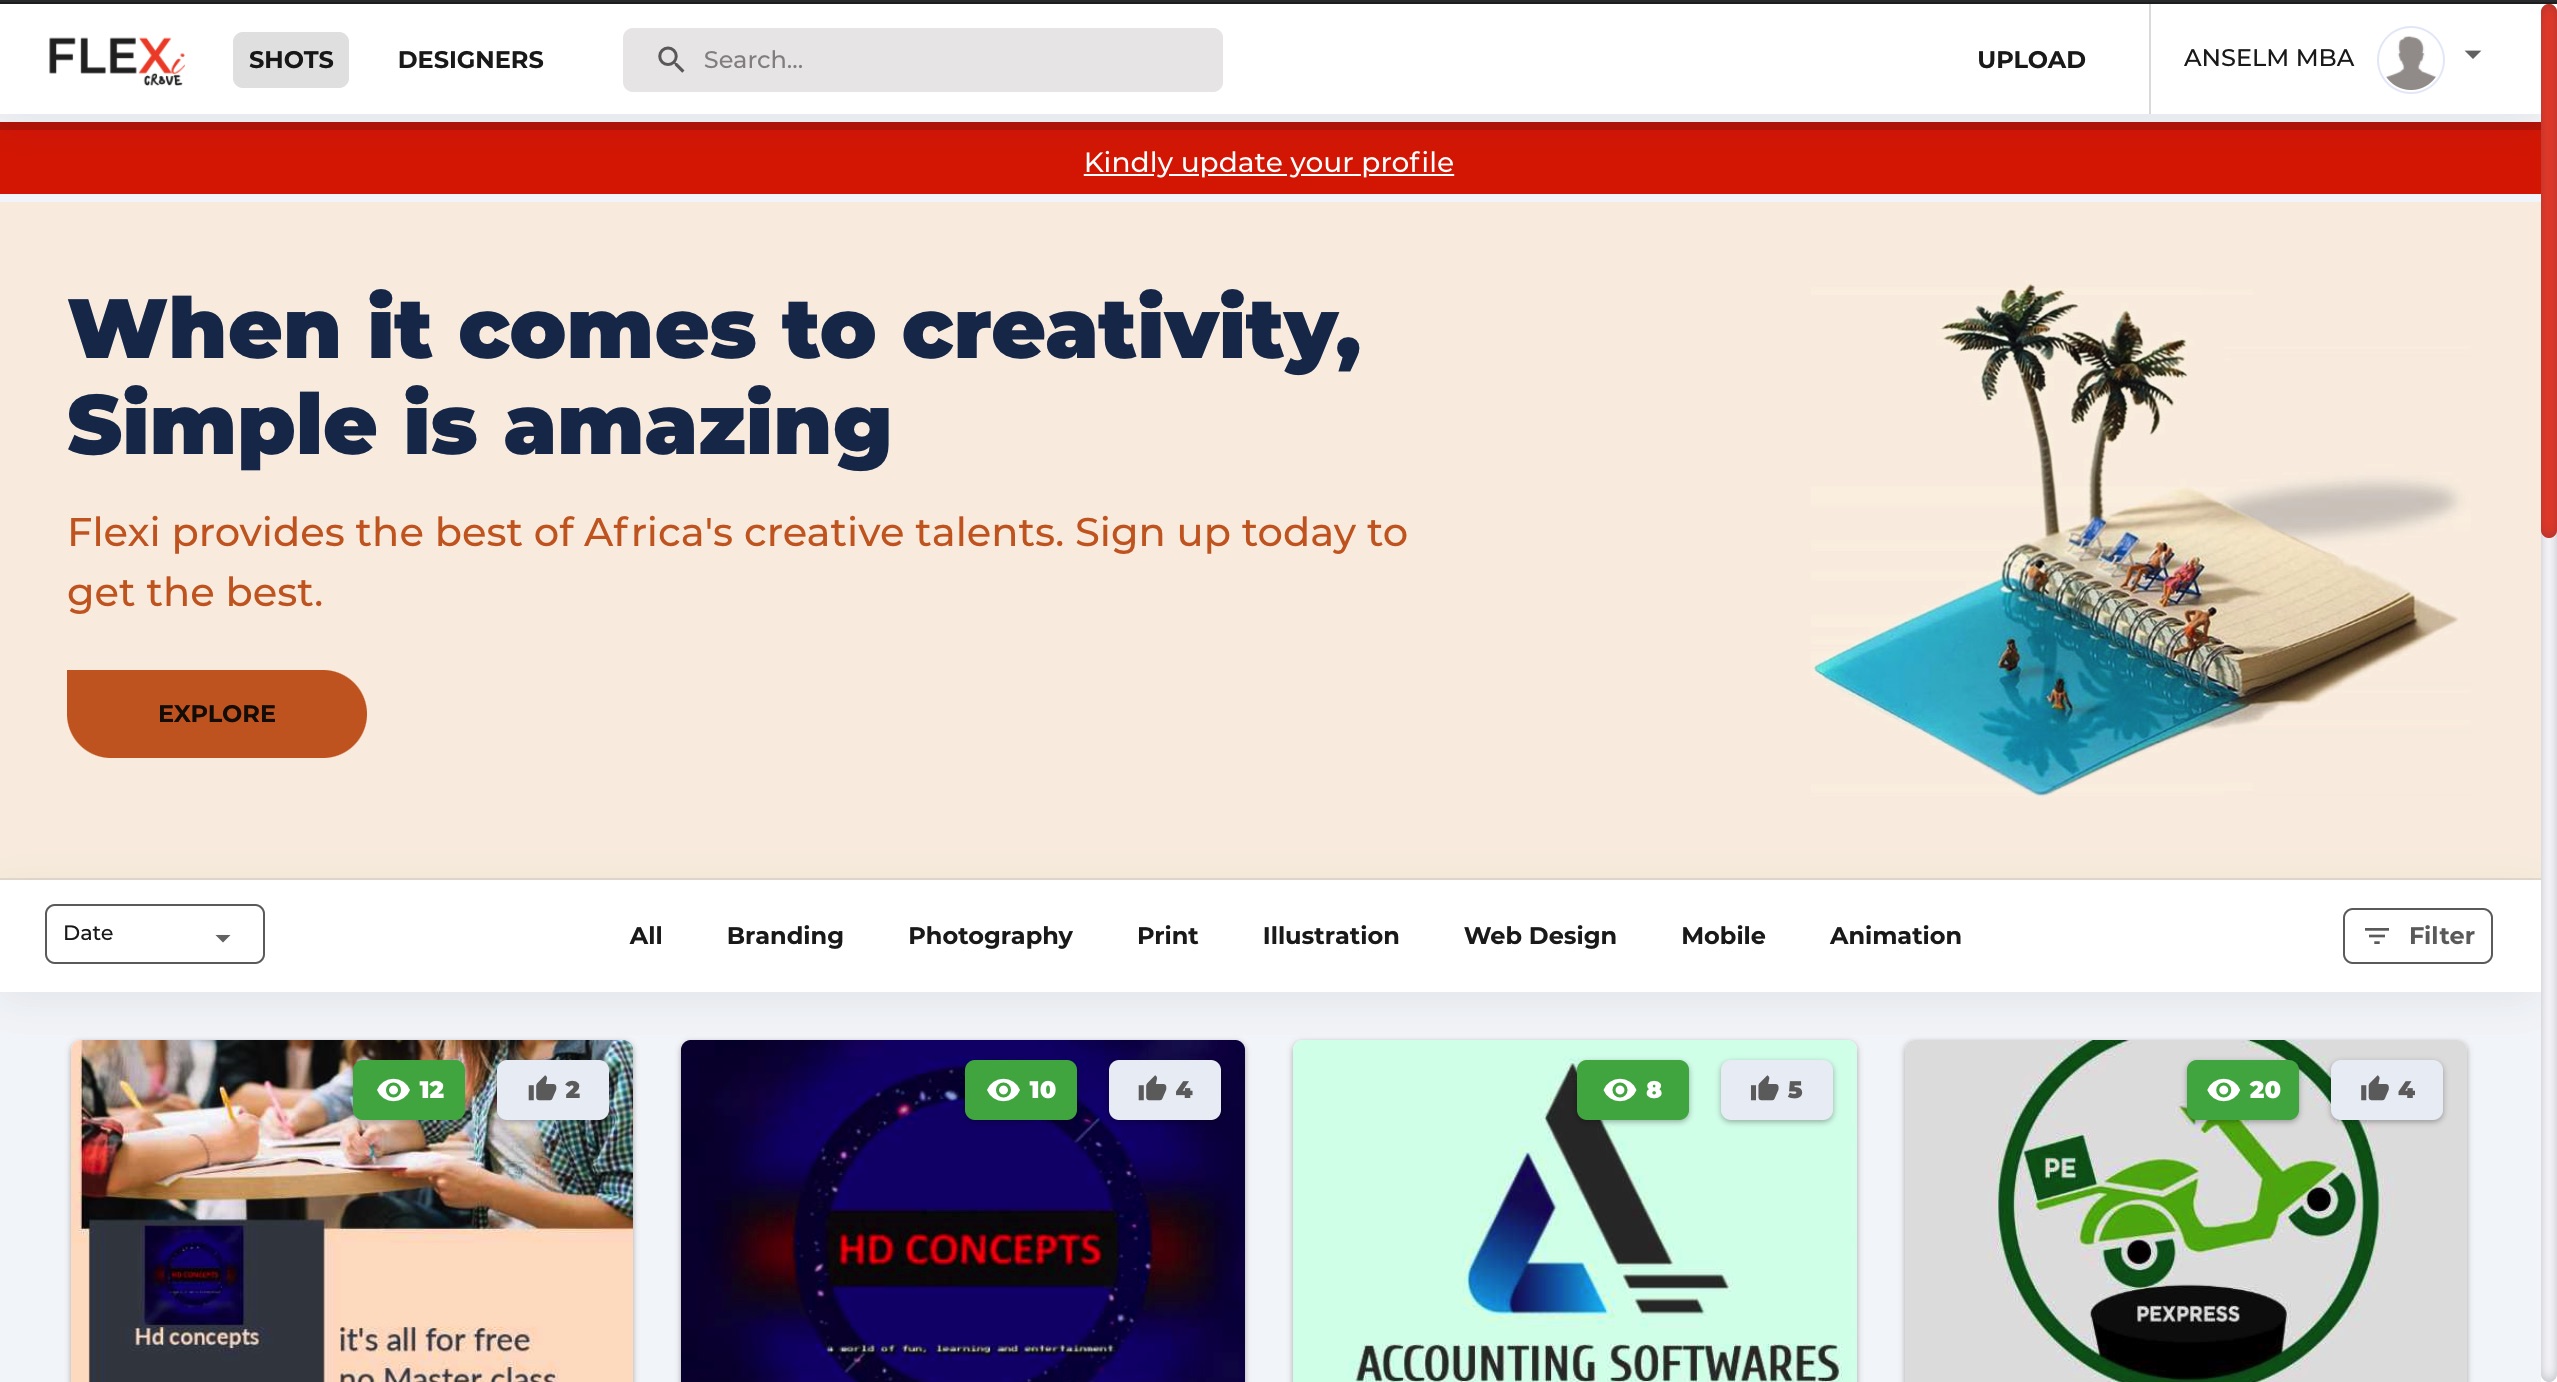 FLEXi
CRAVE
SHOTS
DESIGNERS
Search...
UPLOAD
ANSELM MBA
Kindly update your profile
When it comes to creativity,
Simple is amazing
Flexi provides the best of Africa's creative talents. Sign up today to
get the best.
EXPLORE
Date
All
Branding
Photography
Print
Illustration
Web Design
Mobile
Animation
Filter
12
2
10
4
8
5
20
4
HD CONCEPTS
Hd concepts
it's all for free
no Master class
HD CONCEPTS
a world of fun, learning and entertainment
ACCOUNTING SOFTWARES
PE
PEXPRESS